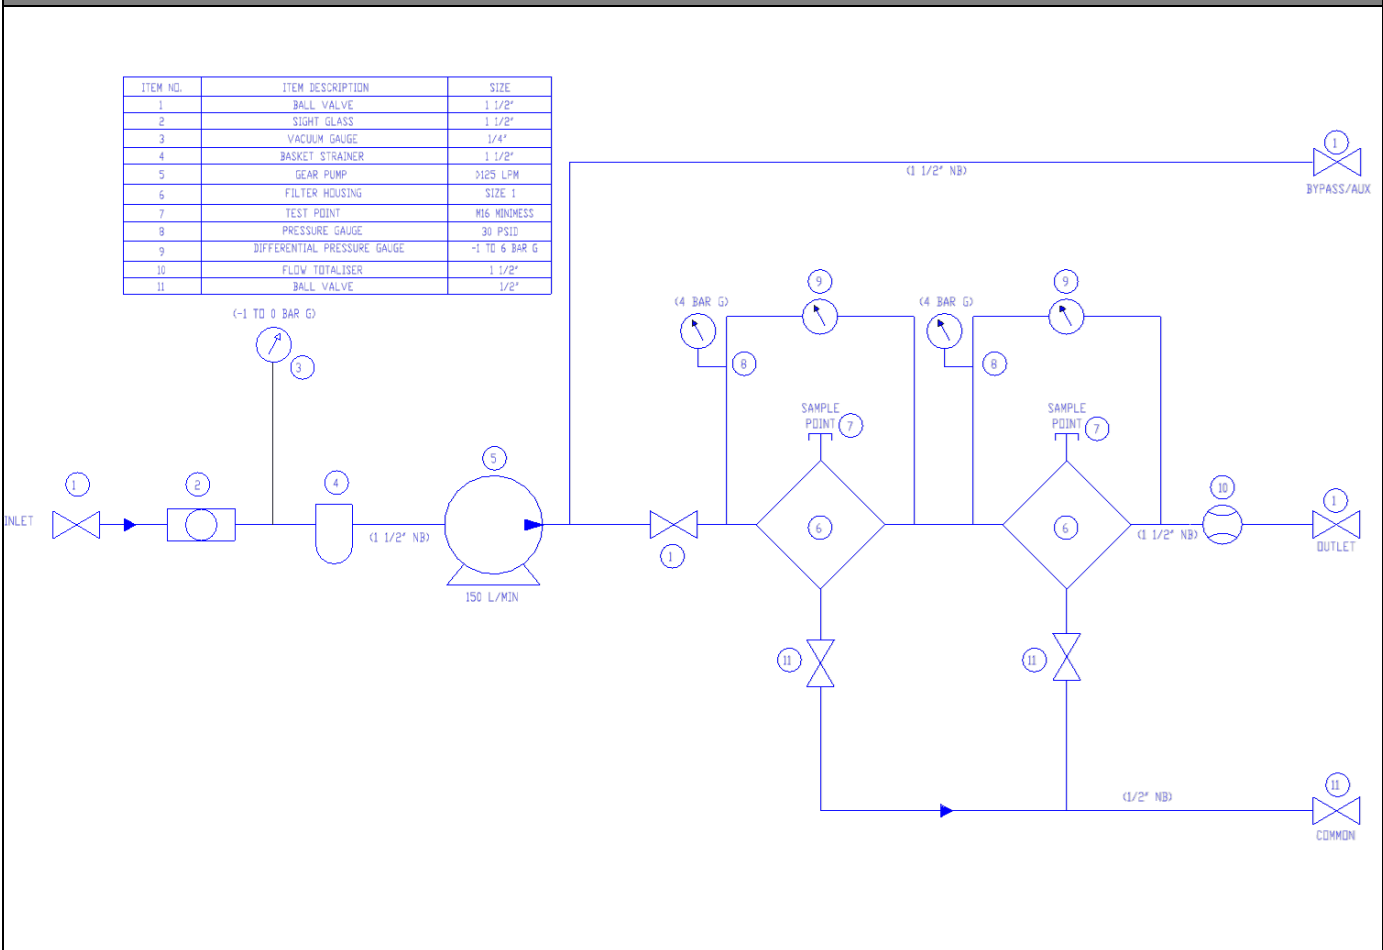 ITEM NO. ITEM DESCRIPTION SIZE
1 BALL VALVE 1 1/2"
2 SIGHT GLASS 1 1/2"
3 VACUUM GAUGE 1/4"
4 BASKET STRAINER 1 1/2"
5 GEAR PUMP >125 LPM
6 FILTER HOUSING SIZE 1
7 TEST POINT M16 MINIMESS
8 PRESSURE GAUGE 30 PSID
9 DIFFERENTIAL PRESSURE GAUGE -1 TO 6 BAR G
10 FLOW TOTALISER 1 1/2"
11 BALL VALVE 1/2"
1
(1 1/2" NB)
BYPASS/AUX
(-1 TO 0 BAR G)
3
(4 BAR G)
9
(4 BAR G)
9
8
8
SAMPLE
POINT 7
SAMPLE
POINT 7
1
2
4
5
10
1
INLET
(1 1/2" NB)
6
6
(1 1/2" NB)
OUTLET
1
150 L/MIN
11
11
(1/2" NB)
11
COMMON